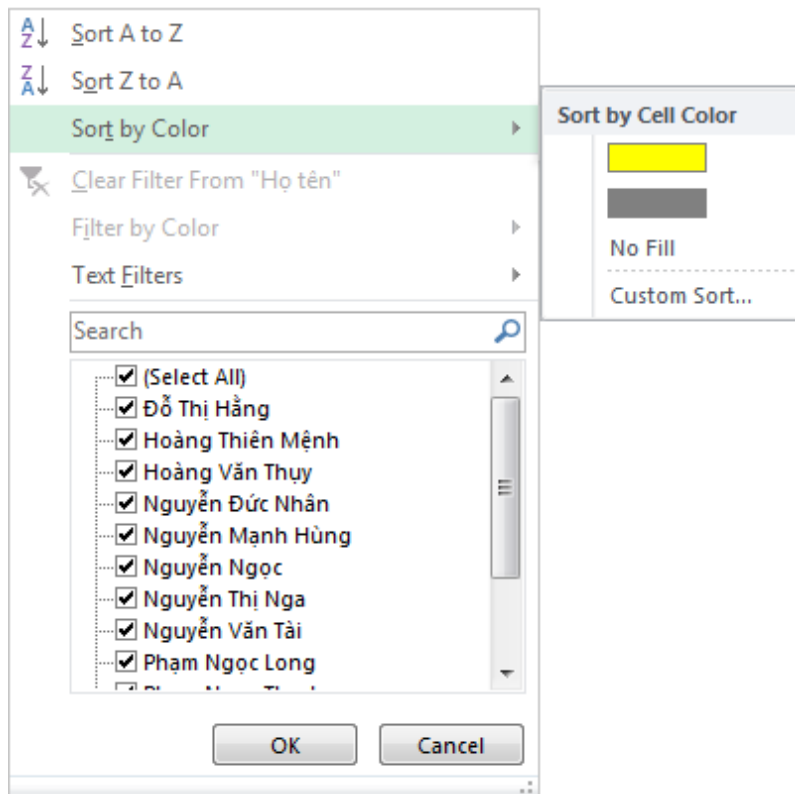 Sort A to Z
Sort Z to A
Sort by Color
Clear Filter From "Họ tên"
Filter by Color
Text Filters
Search
(Select All)
Đỗ Thị Hằng
Hoàng Thiên Mệnh
Hoàng Văn Thụy
Nguyễn Đức Nhân
Nguyễn Mạnh Hùng
Nguyễn Ngọc
Nguyễn Thị Nga
Nguyễn Văn Tài
Phạm Ngọc Long
OK
Cancel
Sort by Cell Color
No Fill
Custom Sort...